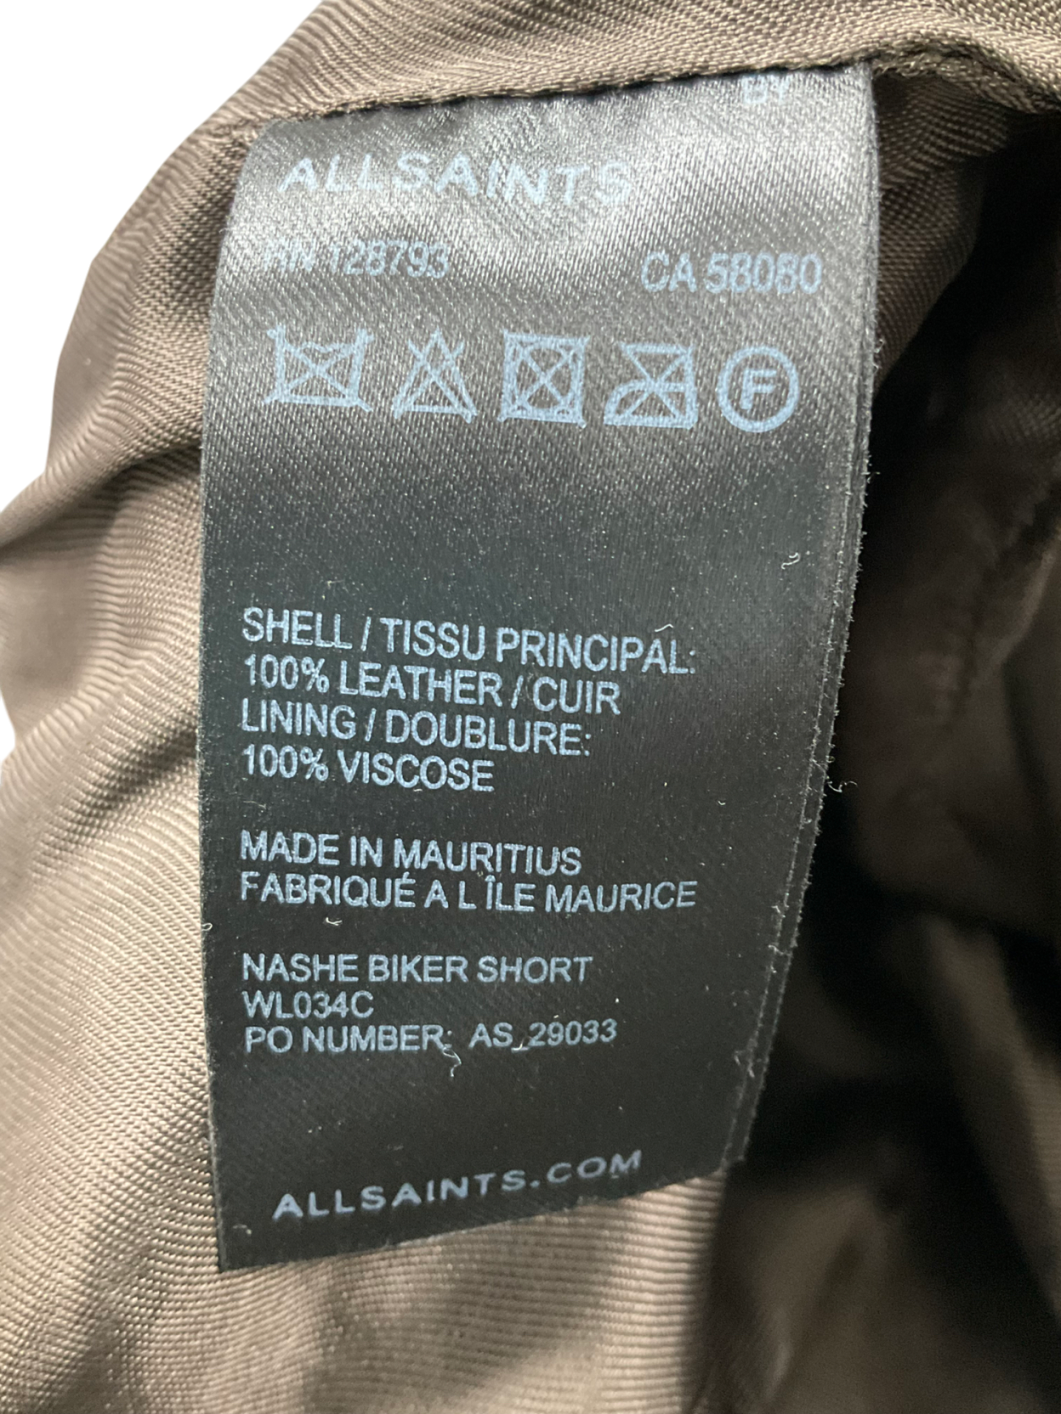 BY
ALLSAINTS
RN 128793 CA 58080
F
SHELL / TISSU PRINCIPAL:
100% LEATHER / CUIR
LINING / DOUBLURE:
100% VISCOSE
MADE IN MAURITIUS
FABRIQUÉ A L ÎLE MAURICE
NASHE BIKER SHORT
WL034C
PO NUMBER: AS_29033
ALLSAINTS.COM